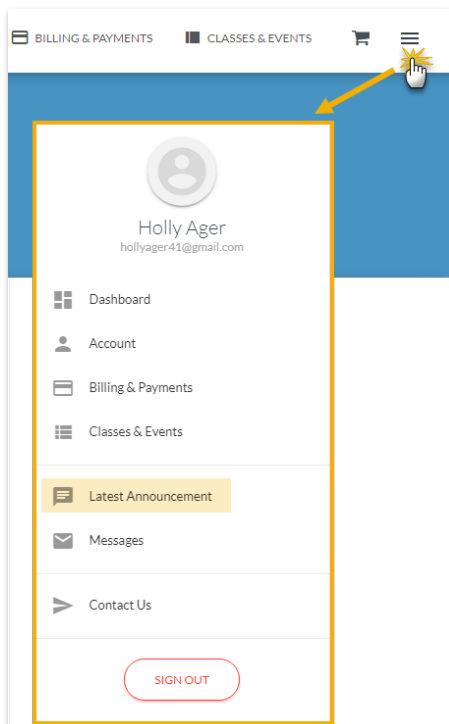 BILLING & PAYMENTS CLASSES & EVENTS
Holly Ager
hollyager41@gmail.com
Dashboard
Account
Billing & Payments
Classes & Events
Latest Announcement
Messages
Contact Us
SIGN OUT